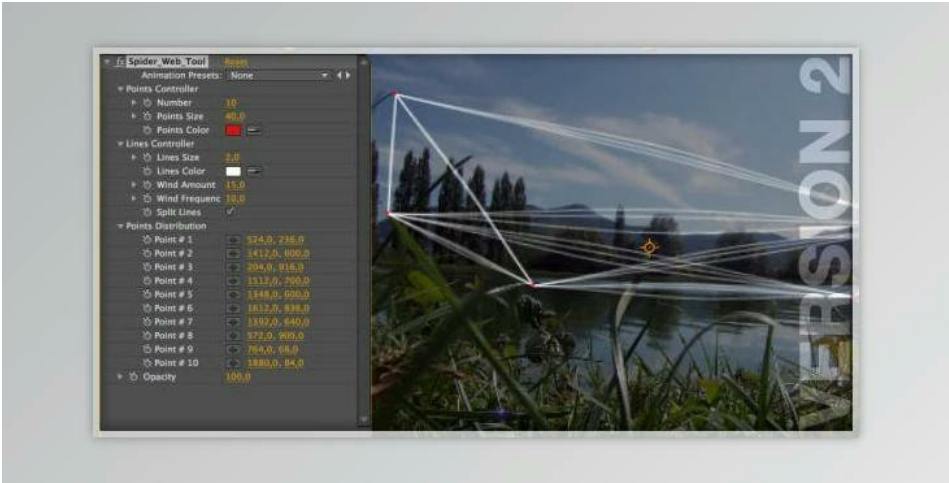 fx Spider_Web_Tool Reset
Animation Presets: None
Points Controller
Number 10
Points Size 40,0
Points Color
Lines Controller
Lines Size 2,0
Lines Color
Wind Amount 15,0
Wind Frequenc 10,0
Split Lines
Points Distribution
Point # 1 524,0, 236,0
Point # 2 1412,0, 600,0
Point # 3 204,0, 816,0
Point # 4 1512,0, 700,0
Point # 5 1348,0, 600,0
Point # 6 1612,0, 836,0
Point # 7 1392,0, 640,0
Point # 8 572,0, 900,0
Point # 9 764,0, 68,0
Point # 10 1880,0, 84,0
Opacity 100,0
VERSION 2